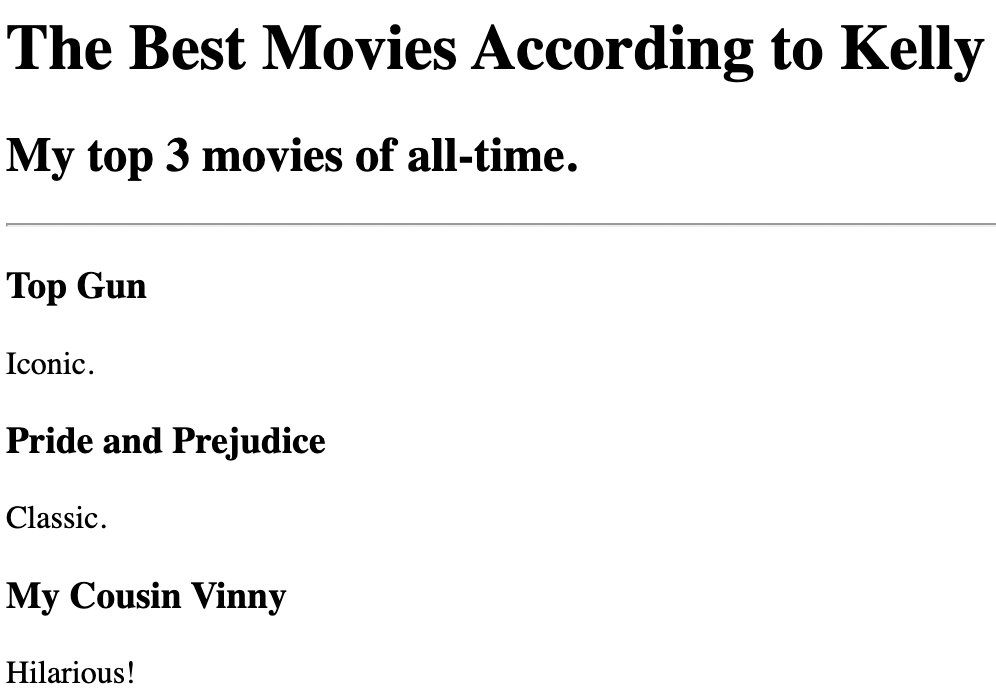 The Best Movies According to Kelly
My top 3 movies of all-time.
Top Gun
Iconic.
Pride and Prejudice
Classic.
My Cousin Vinny
Hilarious!